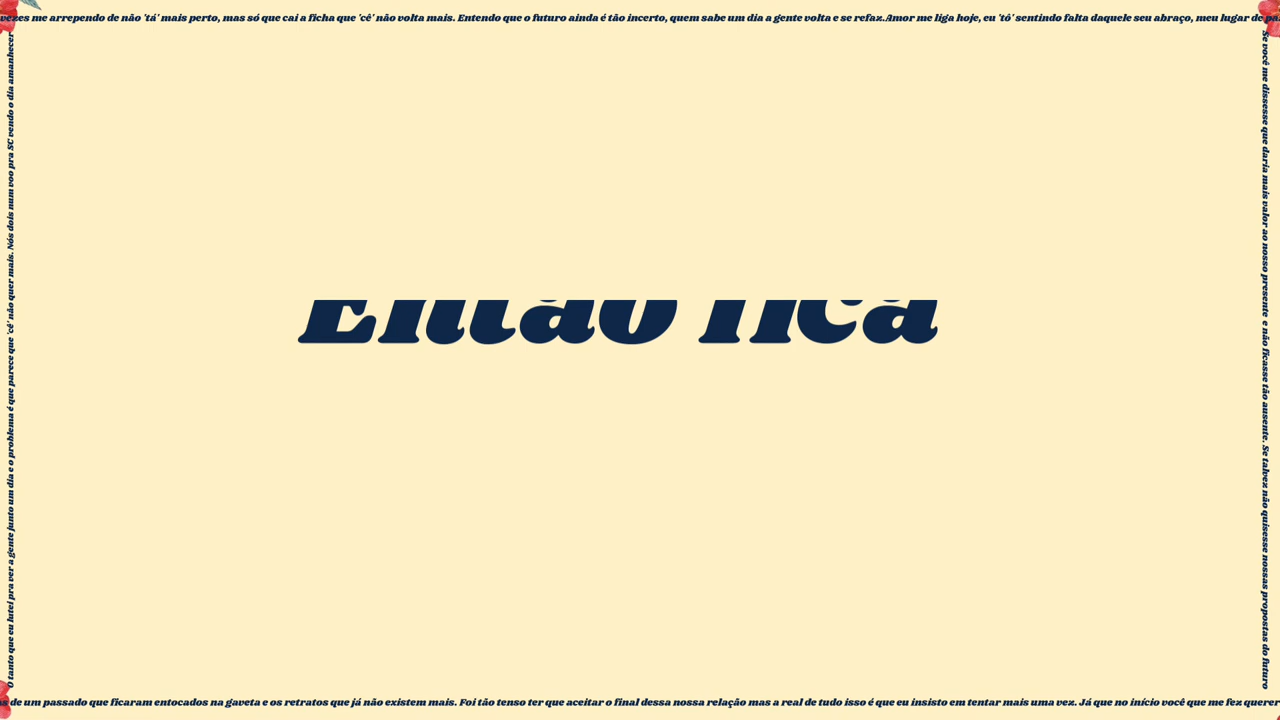 vezes me arrependo de não 'tá' mais perto, mas só que cai a ficha que 'cê' não volta mais. Entendo que o futuro ainda é tão incerto, quem sabe um dia a gente volta e se refaz.Amor me liga hoje, eu 'tô' sentindo falta daquele seu abraço, meu lugar de
O tanto que eu lutei pra ver a gente junto um dia e o problema é que parece que 'cê' não quer mais. Nós dois num voo pra SC vendo o dia amanhecer
Então fica
Se você me dissesse que daria mais valor ao nosso presente e não ficasse tão ausente. Se talvez não quisesse nossas propostas do futuro
de um passado que ficaram entocados na gaveta e os retratos que já não existem mais. Foi tão tenso ter que aceitar o final dessa nossa relação mas a real de tudo isso é que eu insisto em tentar mais uma vez. Já que no início você que me fez querer